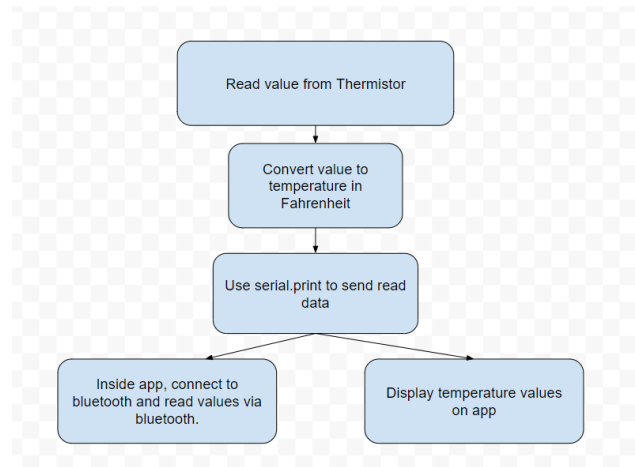 Read value from Thermistor
Convert value to
temperature in
Fahrenheit
Use serial.print to send read
data
Inside app, connect to
bluetooth and read values via
bluetooth.
Display temperature values
on app